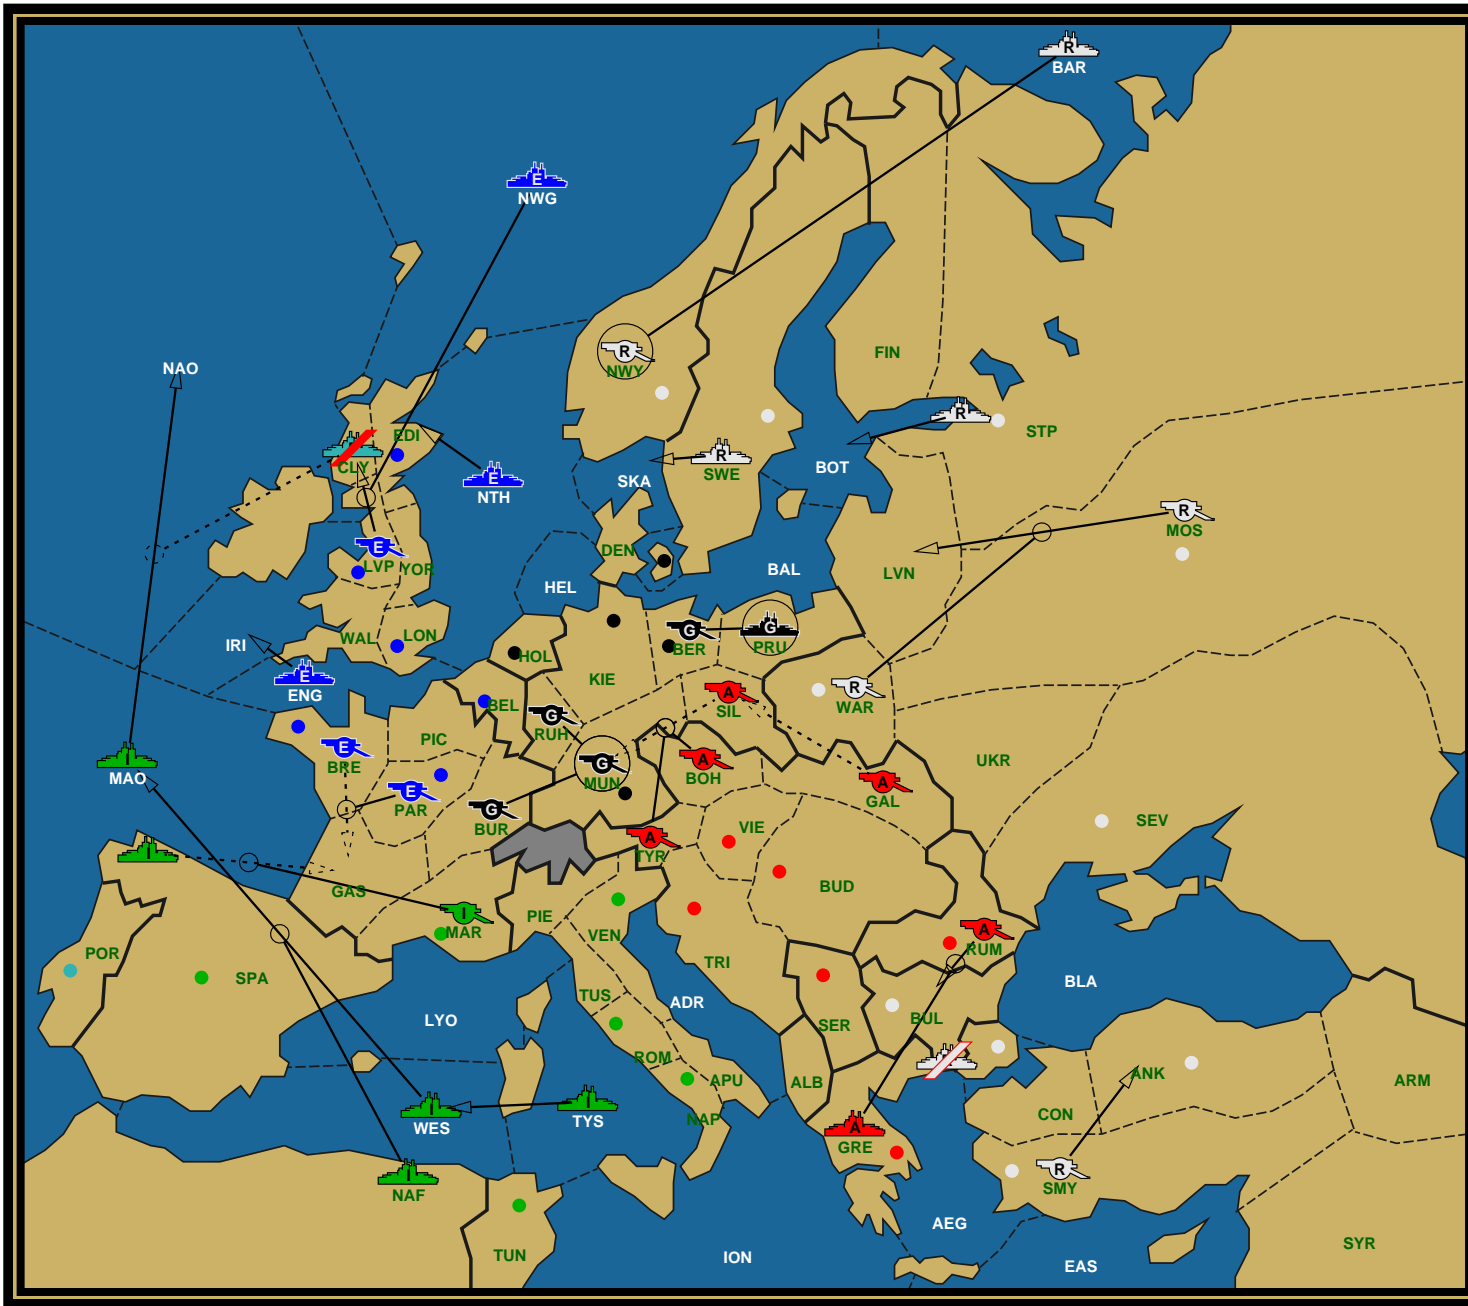 R
BAR
E
NWG
R
NWY
FIN
NAO
R
STP
EDI
CLY
R
SWE
SKA
BOT
E
NTH
R
MOS
E
LVP
YOR
DEN
HEL
BAL
LVN
WAL
LON
IRI
G
BER
G
PRU
HOL
KIE
E
ENG
BEL
A
SIL
R
WAR
G
RUH
PIC
E
BRE
I
MAO
G
MUN
A
BOH
UKR
A
GAL
E
PAR
G
BUR
SEV
VIE
A
TYR
I
GAS
BUD
I
MAR
PIE
VEN
A
RUM
POR
SPA
TRI
BLA
TUS
ADR
LYO
SER
BUL
ROM
APU
ALB
ANK
ARM
NAP
CON
I
WES
I
TYS
A
GRE
I
NAF
R
SMY
AEG
TUN
ION
EAS
SYR